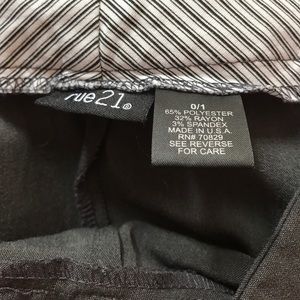 rue21®
0/1
65% POLYESTER
32% RAYON
3% SPANDEX
MADE IN U.S.A.
RN# 70829
SEE REVERSE
FOR CARE